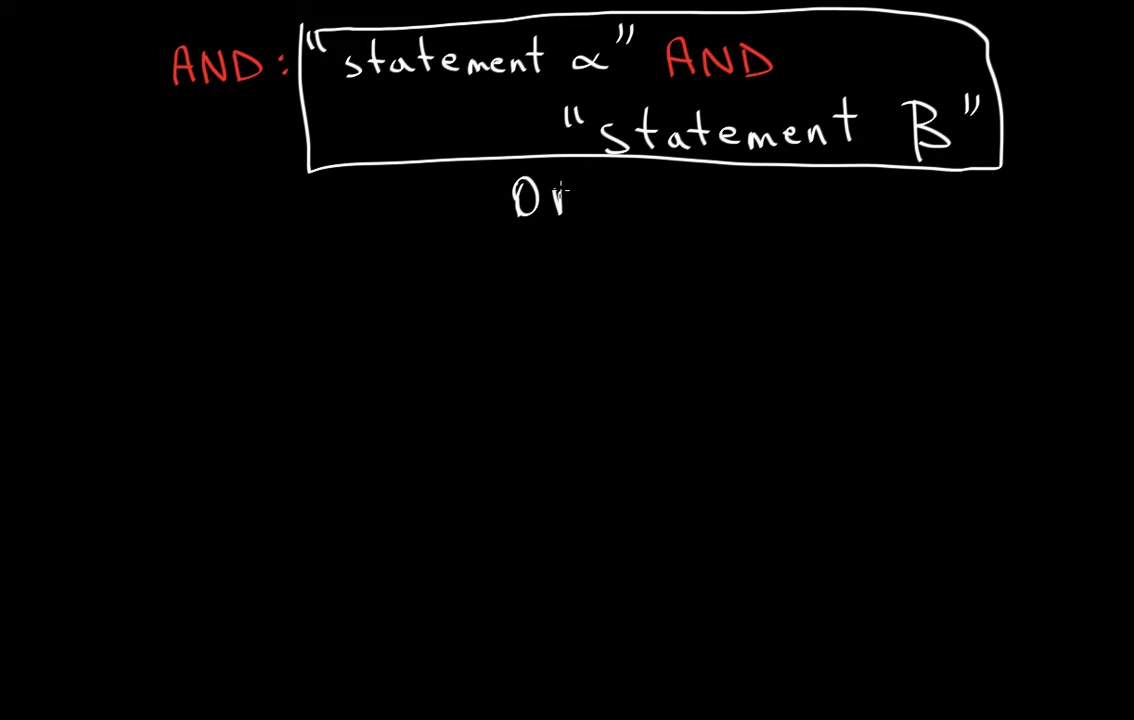 AND: "statement ∝" AND
"statement β"
Or